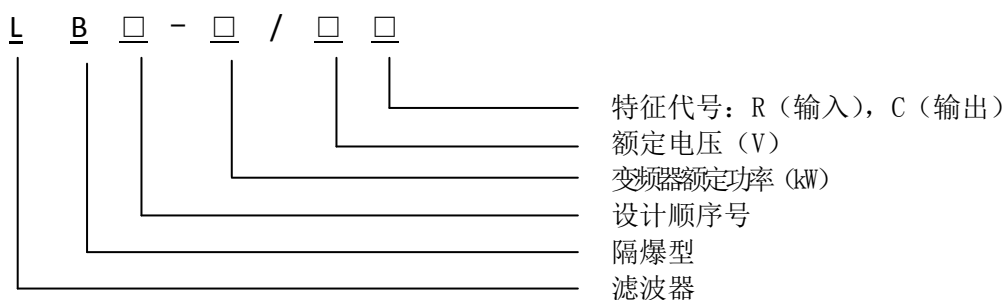 L B □ - □ / □ □
特征代号：R（输入），C（输出）
额定电压（V）
变频器额定功率（kW）
设计顺序号
隔爆型
滤波器